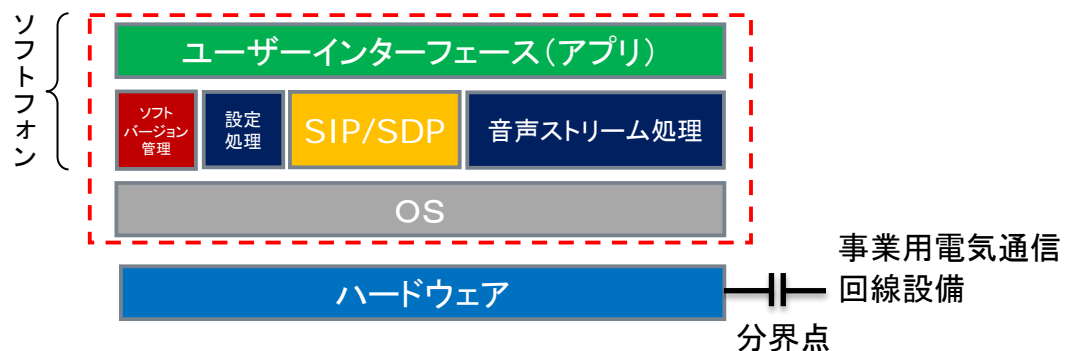 ソフトフォン
ユーザーインターフェース(アプリ)
ソフト
バージョン
管理
設定
処理
SIP/SDP
音声ストリーム処理
OS
ハードウェア
事業用電気通信
回線設備
分界点